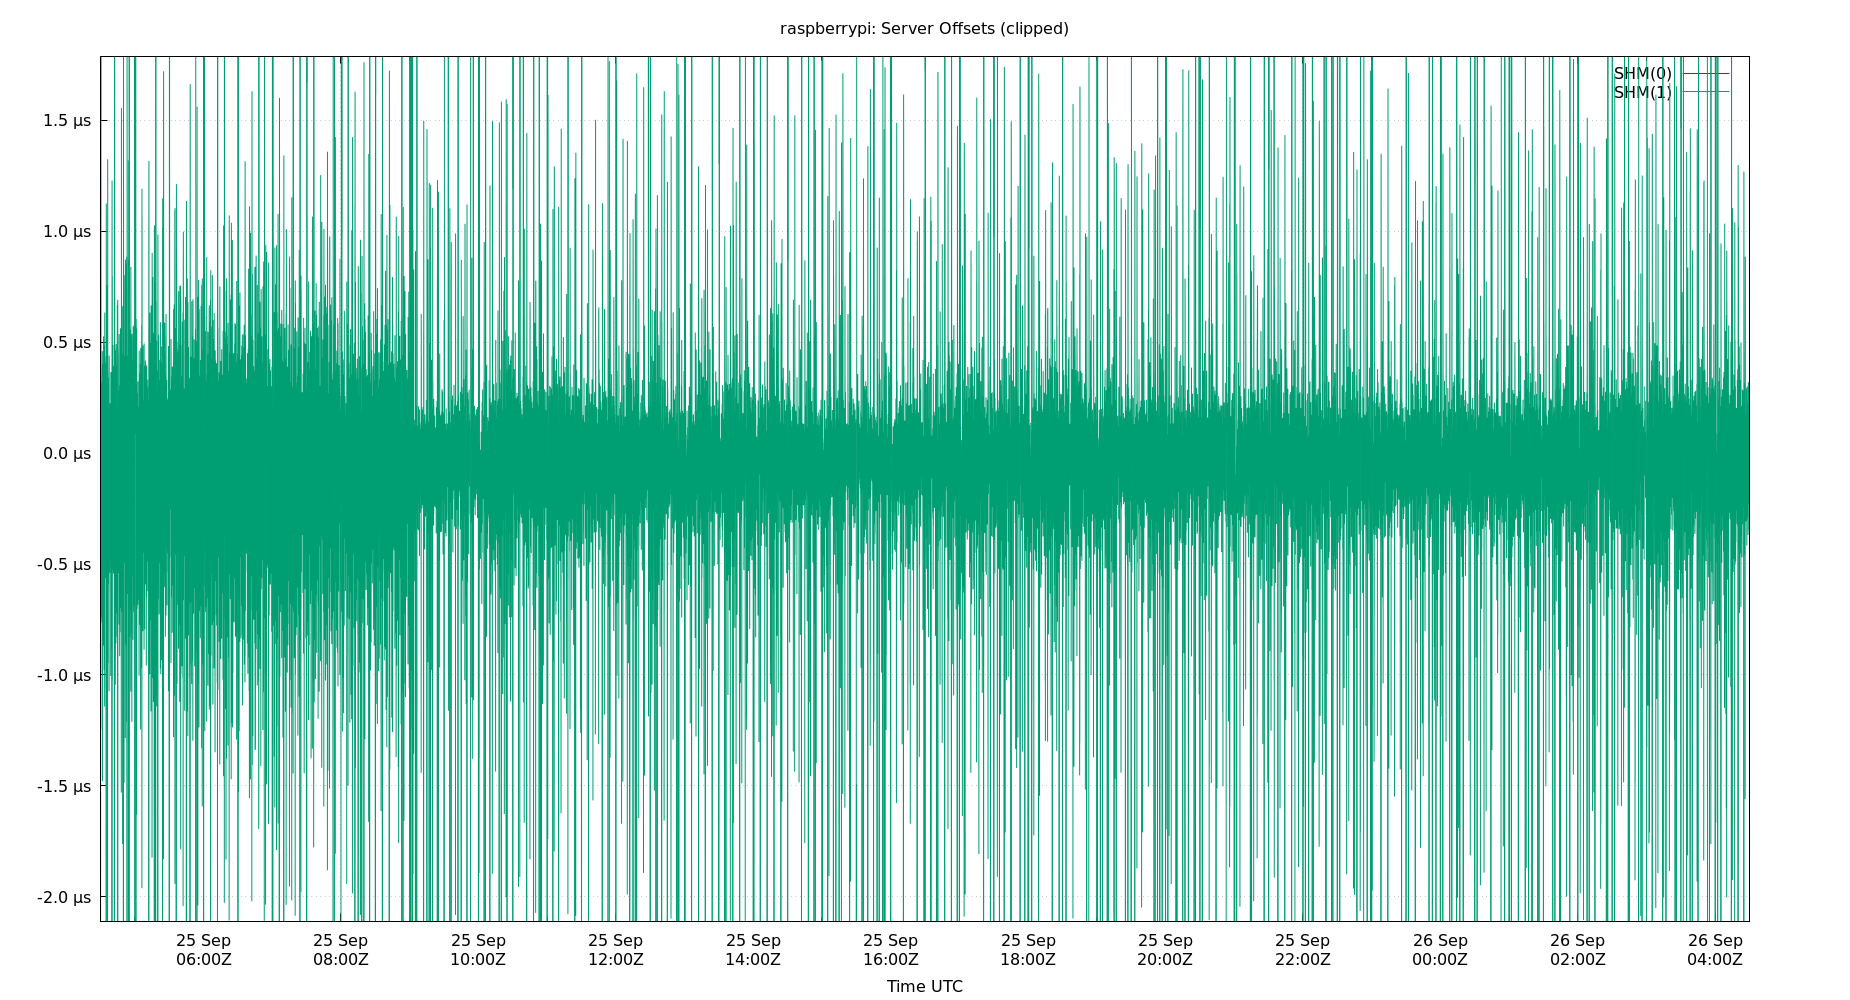 raspberrypi: Server Offsets (clipped)
SHM(0)
SHM(1)
1.5 µs
1.0 µs
0.5 µs
0.0 µs
-0.5 µs
-1.0 µs
-1.5 µs
-2.0 µs
25 Sep 25 Sep 25 Sep 25 Sep 25 Sep 25 Sep 25 Sep 25 Sep 25 Sep 26 Sep 26 Sep 26 Sep
06:00Z 08:00Z 10:00Z 12:00Z 14:00Z 16:00Z 18:00Z 20:00Z 22:00Z 00:00Z 02:00Z 04:00Z
Time UTC